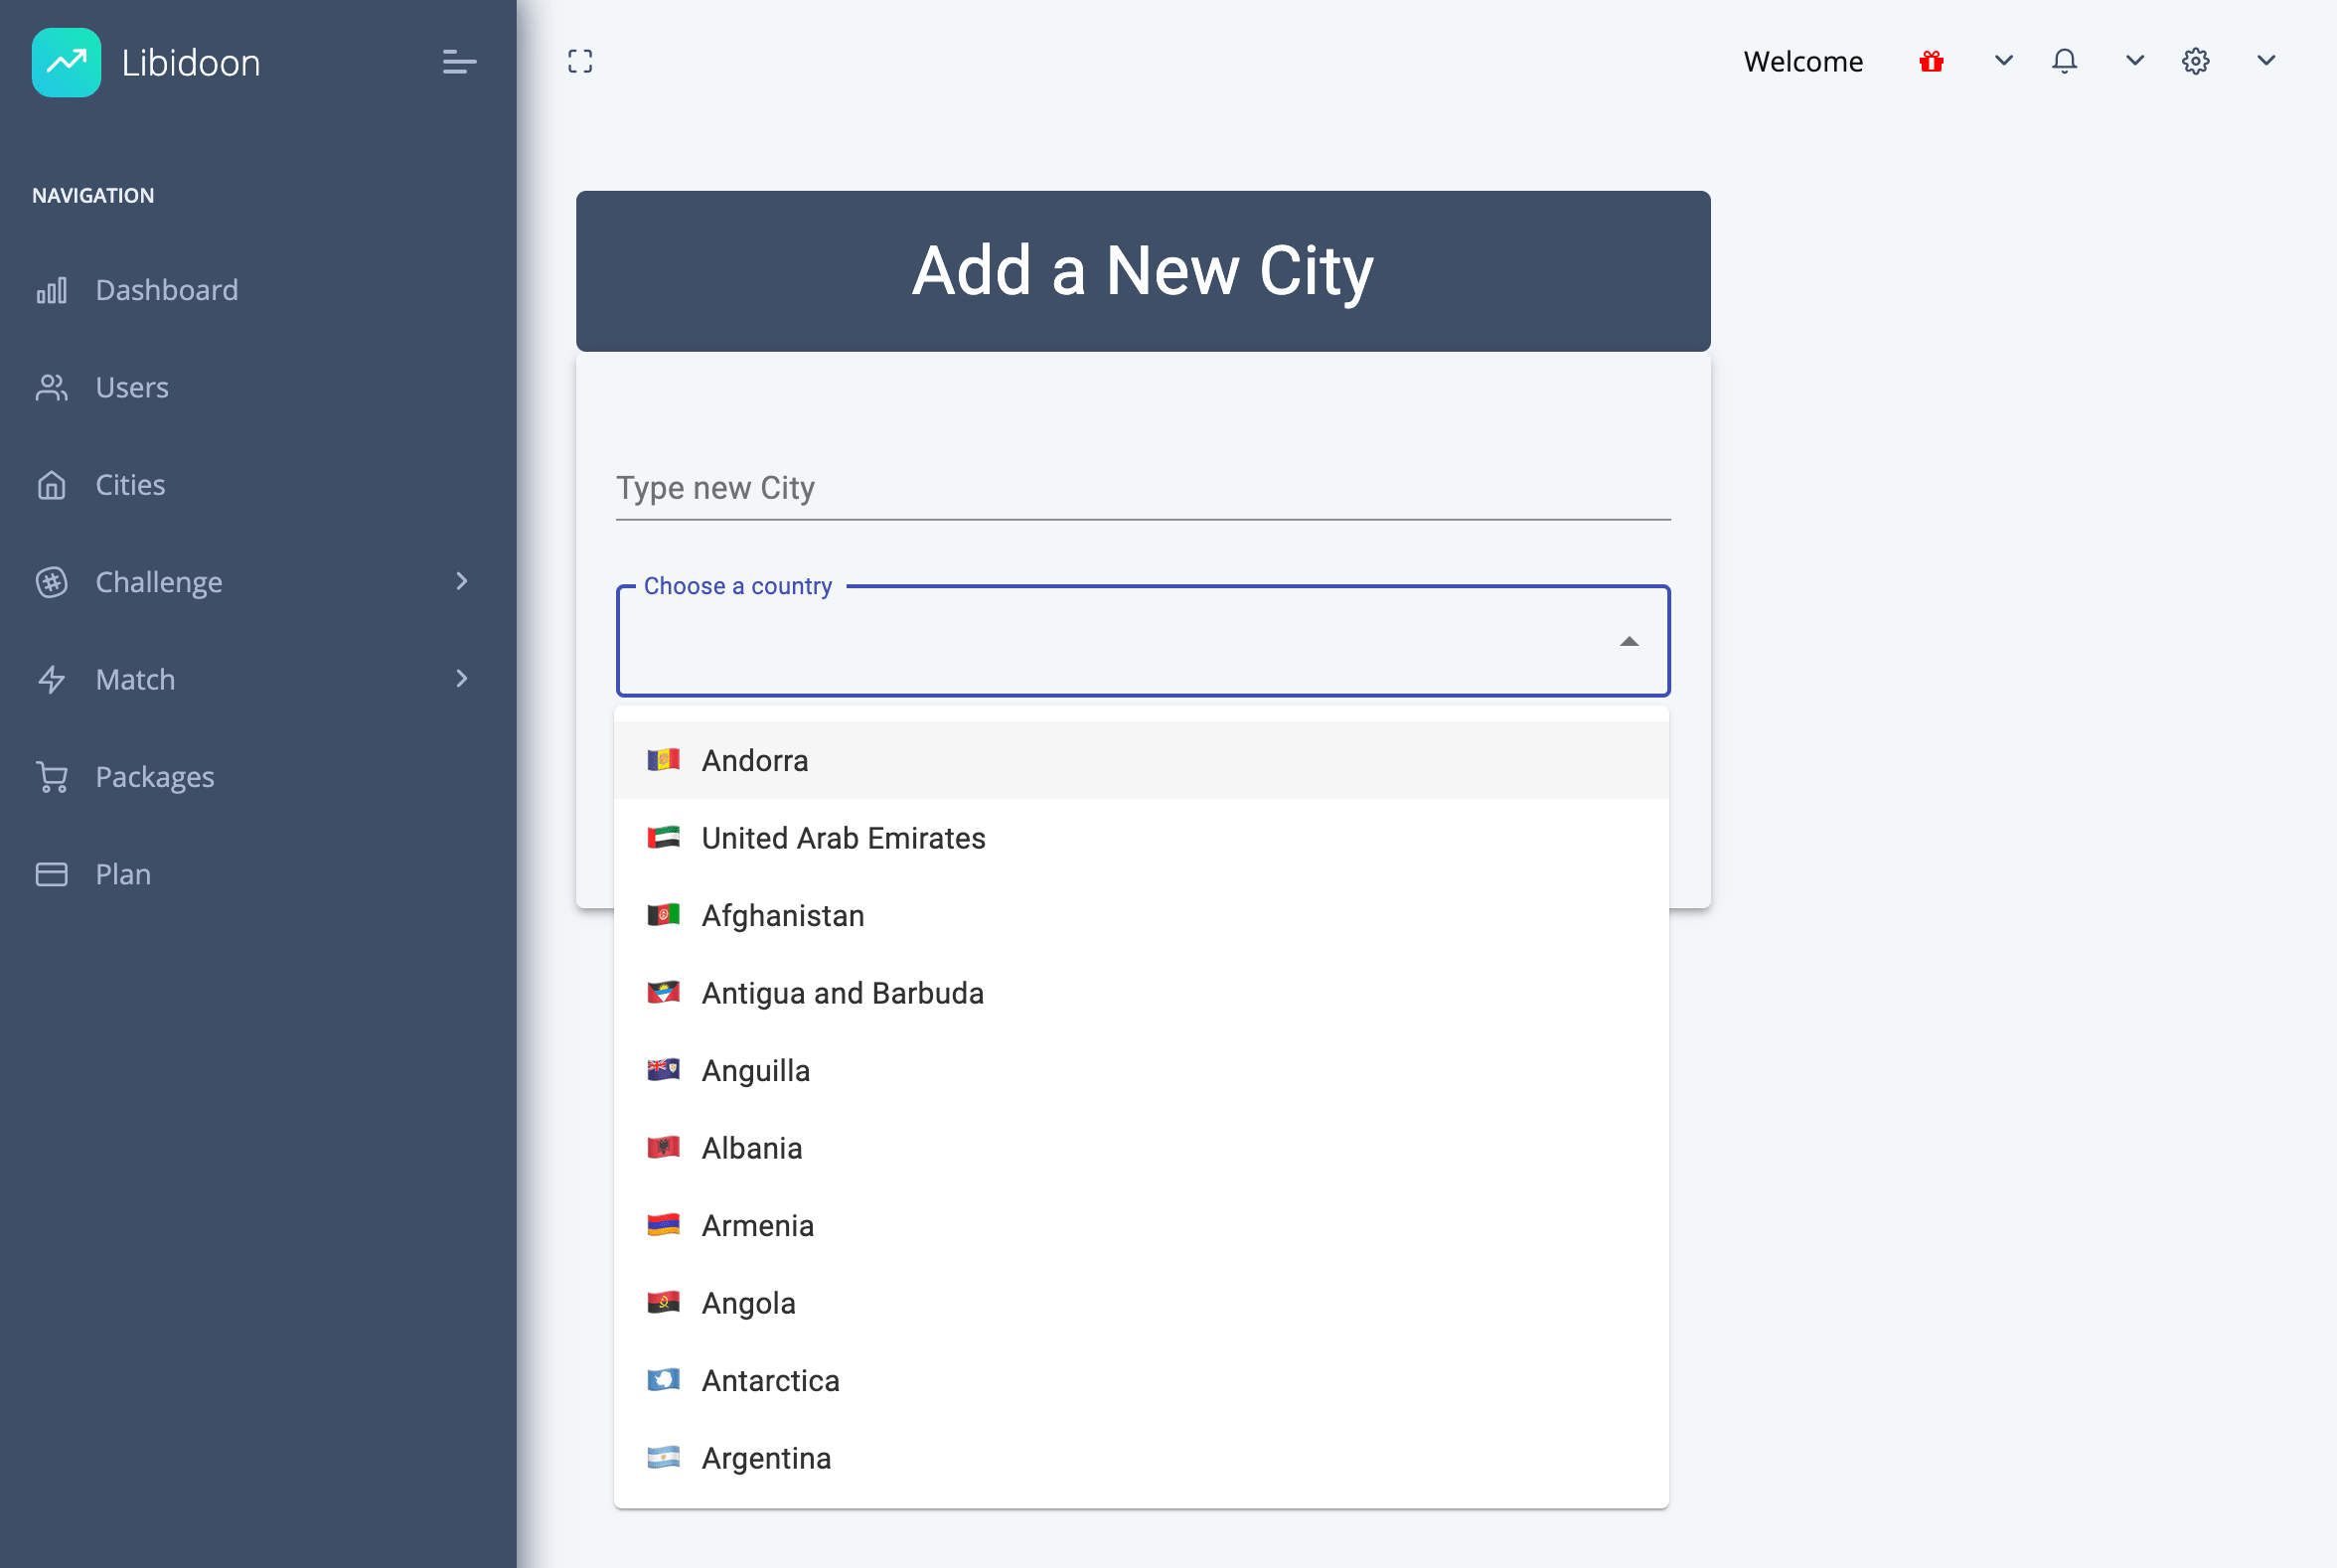 Libidoon
Welcome
NAVIGATION
Dashboard
Users
Cities
Challenge
Match
Packages
Plan
Add a New City
Type new City
Choose a country
Andorra
United Arab Emirates
Afghanistan
Antigua and Barbuda
Anguilla
Albania
Armenia
Angola
Antarctica
Argentina